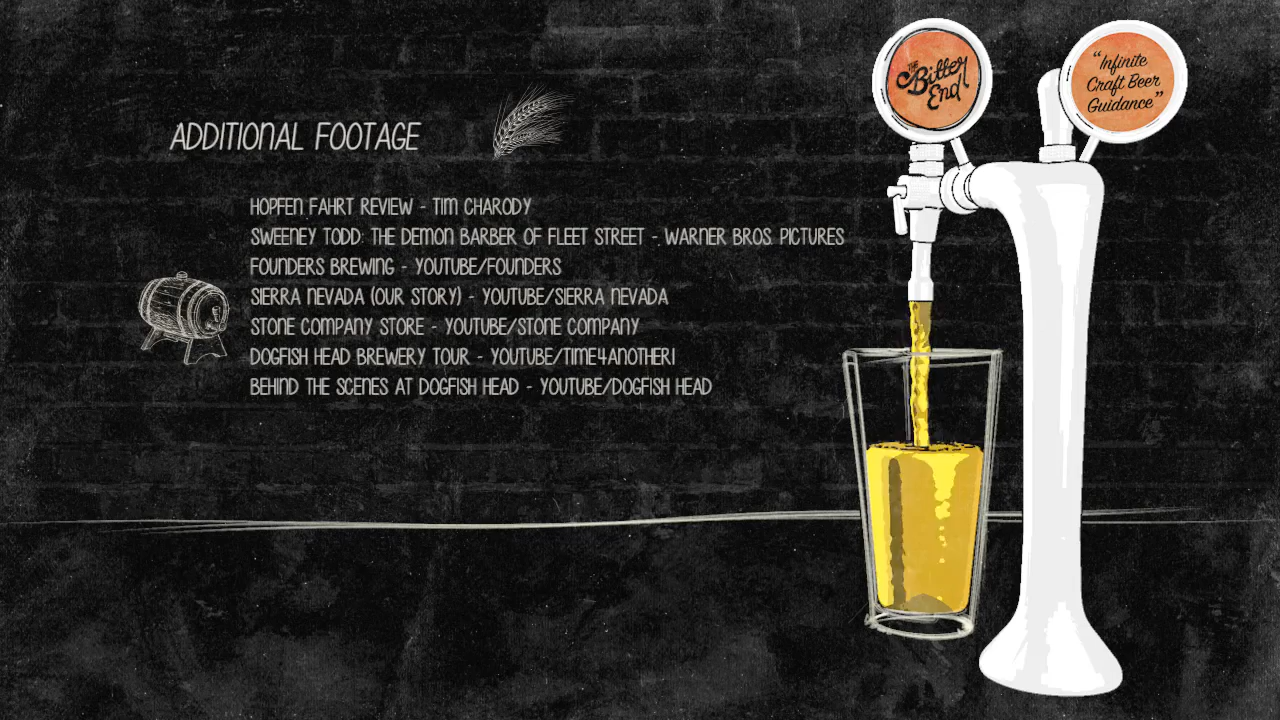 THE
Bitter
End
"Infinite
Craft Beer
Guidance"
ADDITIONAL FOOTAGE
HOPFEN FAHRT REVIEW - TIM CHARODY
SWEENEY TODD: THE DEMON BARBER OF FLEET STREET - WARNER BROS. PICTURES
FOUNDERS BREWING - YOUTUBE/FOUNDERS
SIERRA NEVADA (OUR STORY) - YOUTUBE/SIERRA NEVADA
STONE COMPANY STORE - YOUTUBE/STONE COMPANY
DOGFISH HEAD BREWERY TOUR - YOUTUBE/TIME4ANOTHER1
BEHIND THE SCENES AT DOGFISH HEAD - YOUTUBE/DOGFISH HEAD